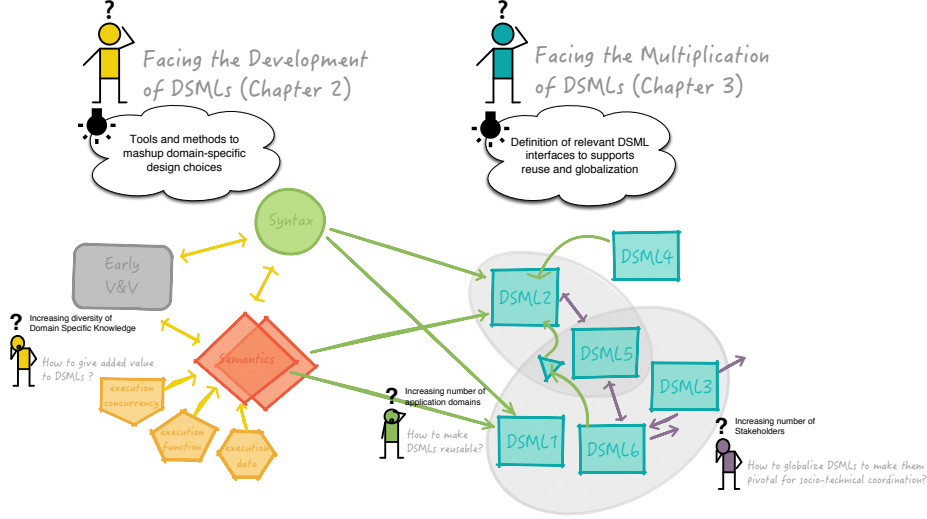 ?
?
Facing the Development
of DSMLs (Chapter 2)
Facing the Multiplication
of DSMLs (Chapter 3)
Tools and methods to
mashup domain-specific
design choices
Definition of relevant DSML
interfaces to supports
reuse and globalization
Syntax
Early
V&V
DSML4
DSML2
?
Increasing diversity of
Domain Specific Knowledge
How to give added value
to DSMLs ?
Semantics
DSML5
DSML3
execution
concurrency
execution
function
execution
data
?
Increasing number of
application domains
How to make
DSMLs reusable?
DSML1
DSML6
?
Increasing number of
Stakeholders
How to globalize DSMLs to make them
pivotal for socio-technical coordination?